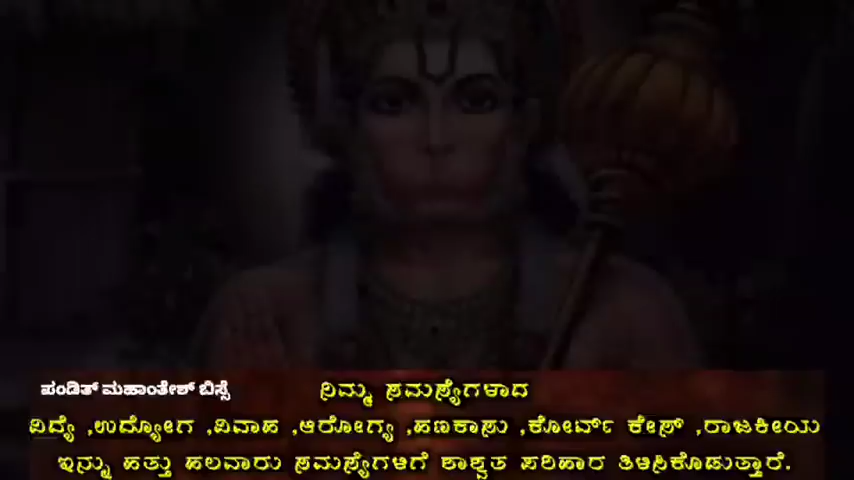 ಪಂಡಿತ್ ಮಹಾಂತೇಶ್ ಬಿಸ್ಸೆ
ನಿಮ್ಮ ಸಮಸ್ಯೆಗಳಾದ
ವಿದ್ಯೆ ,ಉದ್ಯೋಗ ,ವಿವಾಹ ,ಆರೋಗ್ಯ ,ಹಣಕಾಸು ,ಕೋರ್ಟ್ ಕೇಸ್ ,ರಾಜಕೀಯ
ಇನ್ನು ಹತ್ತು ಹಲವಾರು ಸಮಸ್ಯೆಗಳಿಗೆ ಶಾಶ್ವತ ಪರಿಹಾರ ತಿಳಿಸಿಕೊಡುತ್ತಾರೆ.